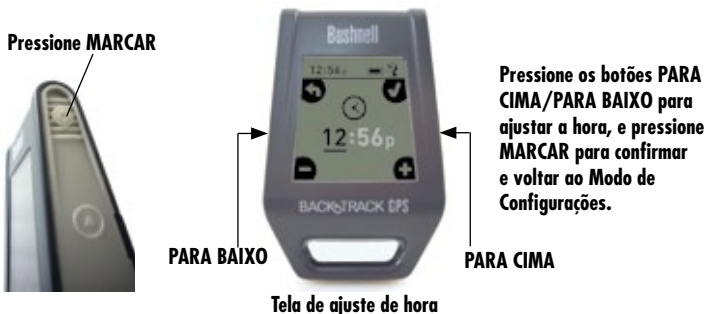 Pressione MARCAR
Bushnell
12:56p
12:56p
BACKTRACK GPS
PARA BAIXO
PARA CIMA
Pressione os botões PARA
CIMA/PARA BAIXO para
ajustar a hora, e pressione
MARCAR para confirmar
e voltar ao Modo de
Configurações.
Tela de ajuste de hora